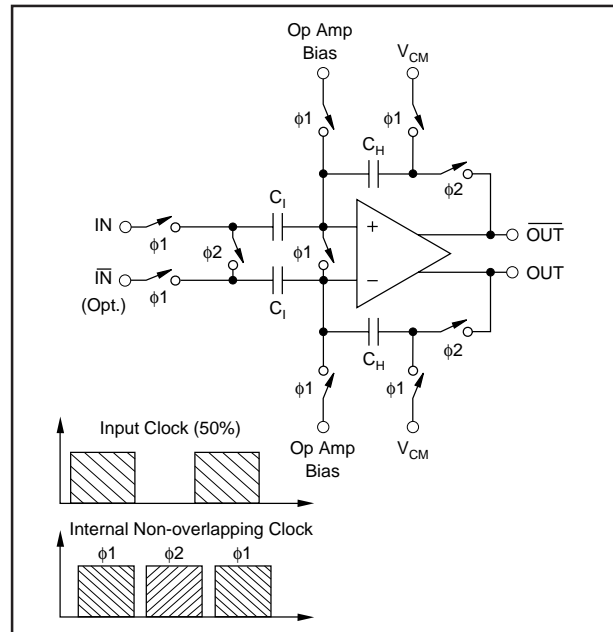 Op Amp
Bias
V_CM
φ1
φ1
C_H
φ2
IN
φ1
C_I
φ2
φ1
+
OUT̅
IN̅
φ1
(Opt.)
C_I
−
OUT
C_H
φ2
φ1
φ1
Op Amp
Bias
V_CM
Input Clock (50%)
Internal Non-overlapping Clock
φ1 φ2 φ1